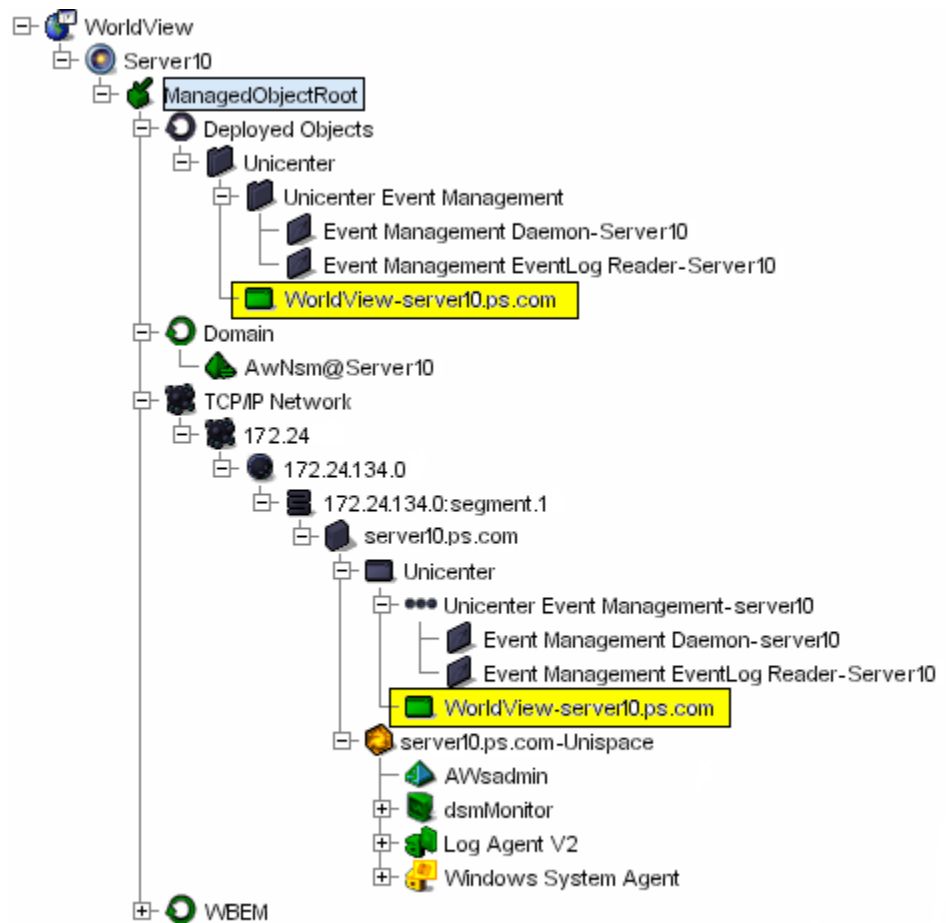 WorldView
Server10
ManagedObjectRoot
Deployed Objects
Unicenter
Unicenter Event Management
Event Management Daemon-Server10
Event Management EventLog Reader-Server10
WorldView-server10.ps.com
Domain
AwNsm@Server10
TCP/IP Network
172.24
172.24.134.0
172.24.134.0:segment.1
server10.ps.com
Unicenter
Unicenter Event Management-server10
Event Management Daemon-server10
Event Management EventLog Reader-Server10
WorldView-server10.ps.com
server10.ps.com-Unispace
AWsadmin
dsmMonitor
Log Agent V2
Windows System Agent
WBEM